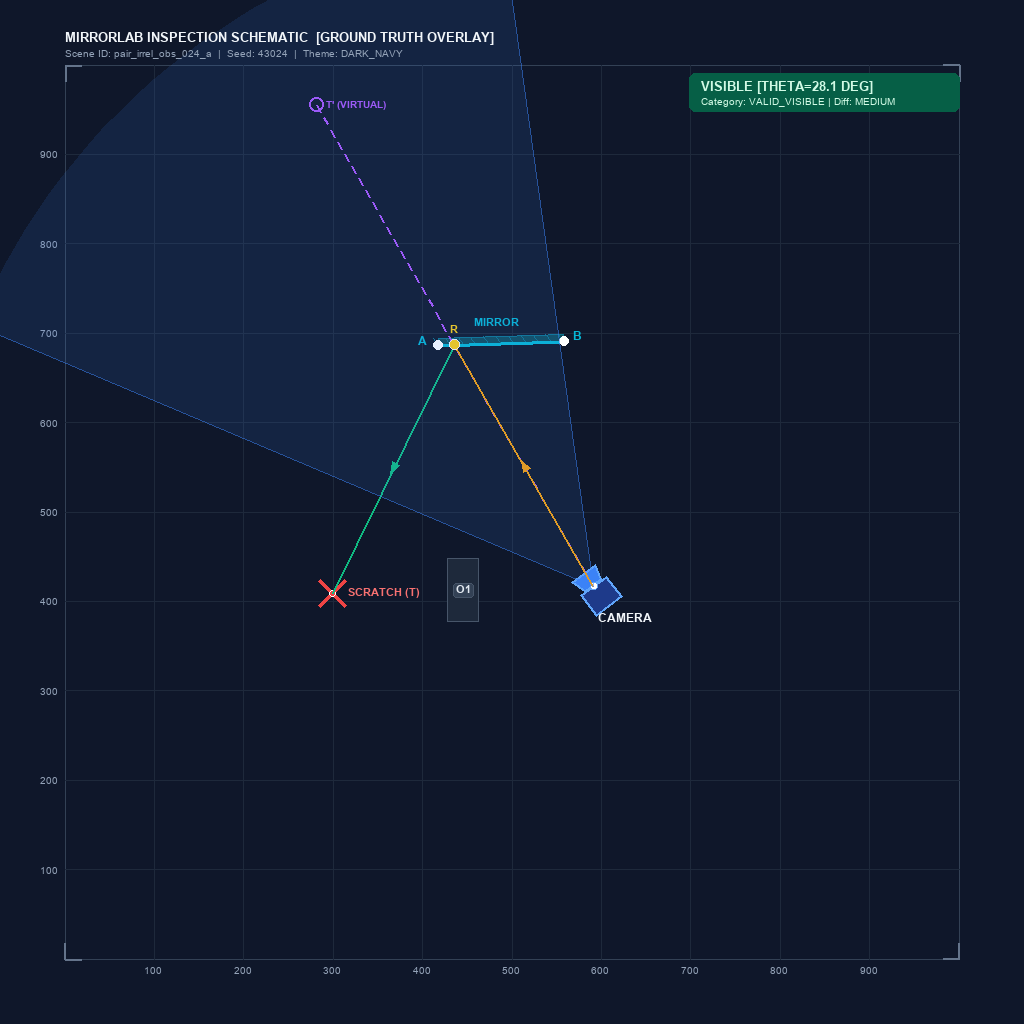 MIRRORLAB INSPECTION SCHEMATIC [GROUND TRUTH OVERLAY]
Scene ID: pair_irrel_obs_024_a | Seed: 43024 | Theme: DARK_NAVY
VISIBLE [THETA=28.1 DEG]
Category: VALID_VISIBLE | Diff: MEDIUM
T' (VIRTUAL)
900
800
700
R
MIRROR
A
B
600
500
O1
SCRATCH (T)
400
CAMERA
300
200
100
100 200 300 400 500 600 700 800 900